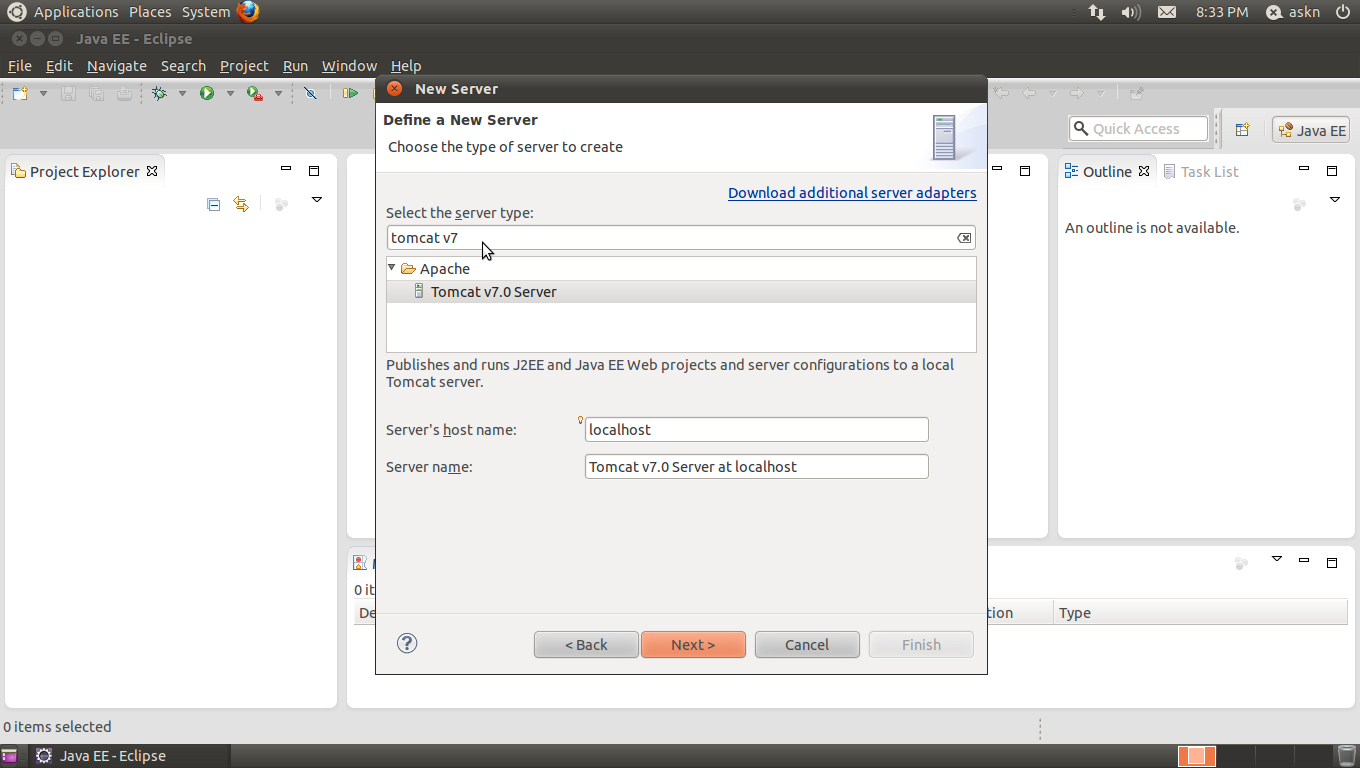 Applications Places System
8:33 PM askn
Java EE - Eclipse
File Edit Navigate Search Project Run Window Help
New Server
Define a New Server
Choose the type of server to create
Quick Access
Java EE
Project Explorer
Outline Task List
Download additional server adapters
Select the server type:
An outline is not available.
tomcat v7
Apache
Tomcat v7.0 Server
Publishes and runs J2EE and Java EE Web projects and server configurations to a local
Tomcat server.
Server's host name: localhost
Server name: Tomcat v7.0 Server at localhost
0 it
De
tion Type
? < Back Next > Cancel Finish
0 items selected
Java EE - Eclipse